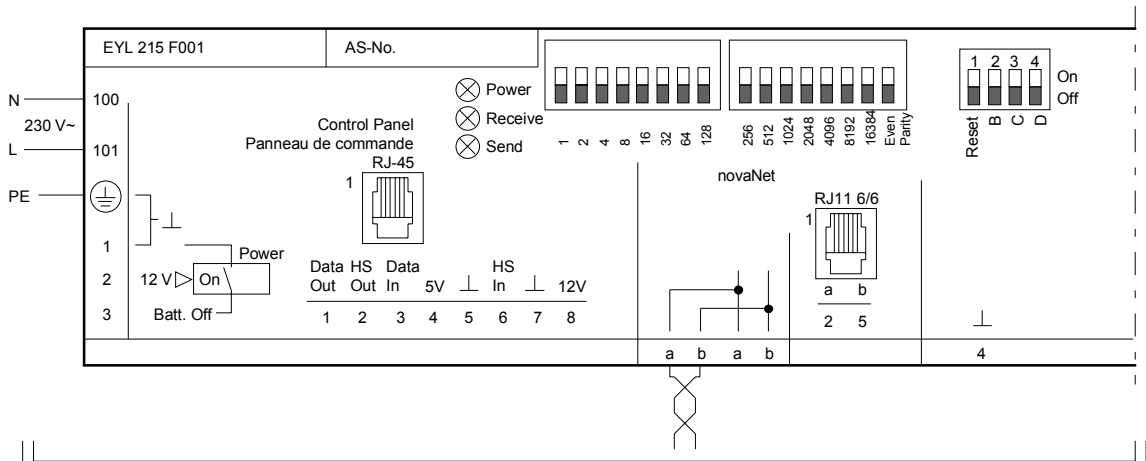 EYL 215 F001 AS-No.
N 100
230 V~
L 101
PE
1
2
3
Power
12 V On
Batt. Off
Control Panel
Panneau de commande
RJ-45
1
Power
Receive
Send
Data Out HS Out Data In 5V ⊥ HS In ⊥ 12V
1 2 3 4 5 6 7 8
1 2 4 8 16 32 64 128
256 512 1024 2048 4096 8192 16384 Even Parity
novaNet
RJ11 6/6
1
a b
2 5
a b a b
1 2 3 4
On
Off
Reset B C D
⊥
4